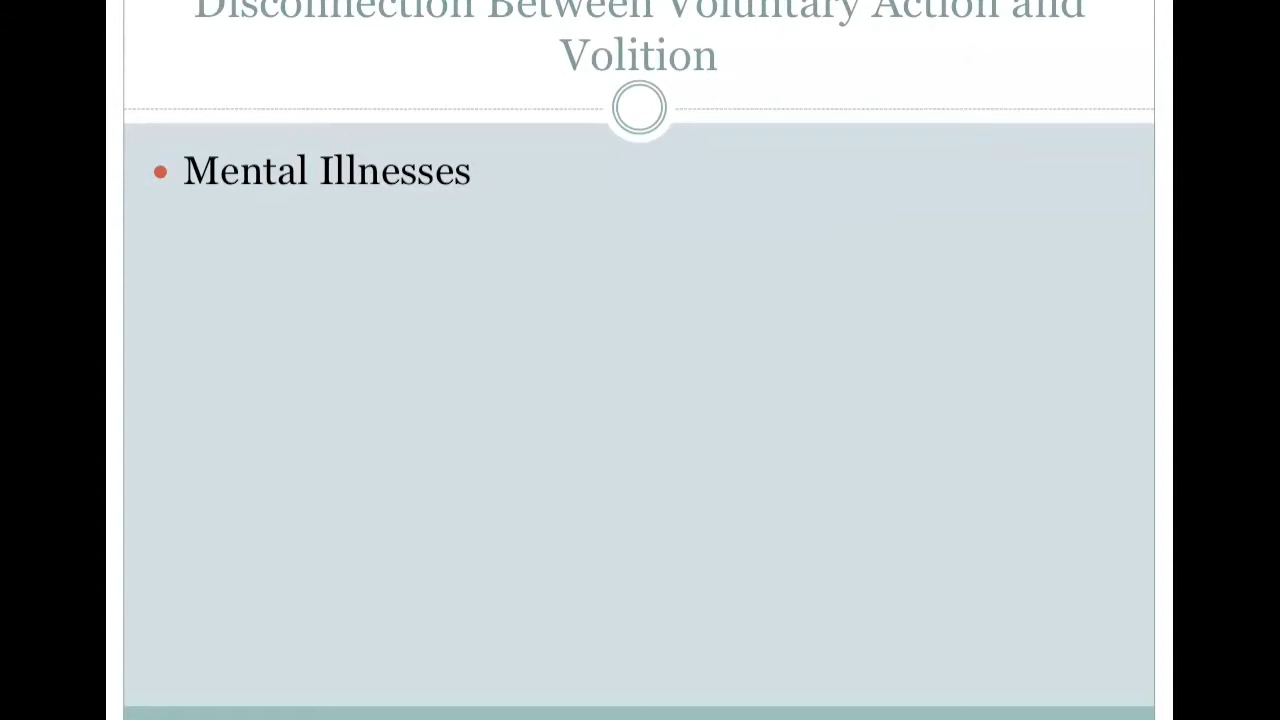 Disconnection Between Voluntary Action and
Volition
Mental Illnesses